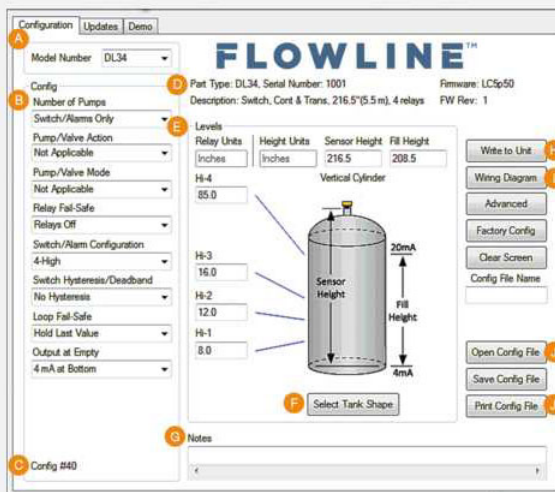 Configuration Updates Demo
A
Model Number DL34
FLOWLINE™
Config
B
Number of Pumps
Switch/Alarms Only
Pump/Valve Action
Not Applicable
Pump/Valve Mode
Not Applicable
Relay Fail-Safe
Relays Off
Switch/Alarm Configuration
4-High
Switch Hysteresis/Deadband
No Hysteresis
Loop Fail-Safe
Hold Last Value
Output at Empty
4 mA at Bottom
C Config #40
D Part Type: DL34, Serial Number: 1001 Firmware: LC5p50
Description: Switch, Cont & Trans, 216.5"(5.5 m), 4 relays FW Rev: 1
E Levels
Relay Units Height Units Sensor Height Fill Height
Inches Inches 216.5 208.5
Hi-4 Vertical Cylinder
85.0
Hi-3
16.0
Hi-2
12.0
Hi-1
8.0
20mA
Sensor
Height
Fill
Height
4mA
F Select Tank Shape
G Notes
Write to Unit H
Wiring Diagram I
Advanced
Factory Config
Clear Screen
Config File Name
Open Config File J
Save Config File
Print Config File J